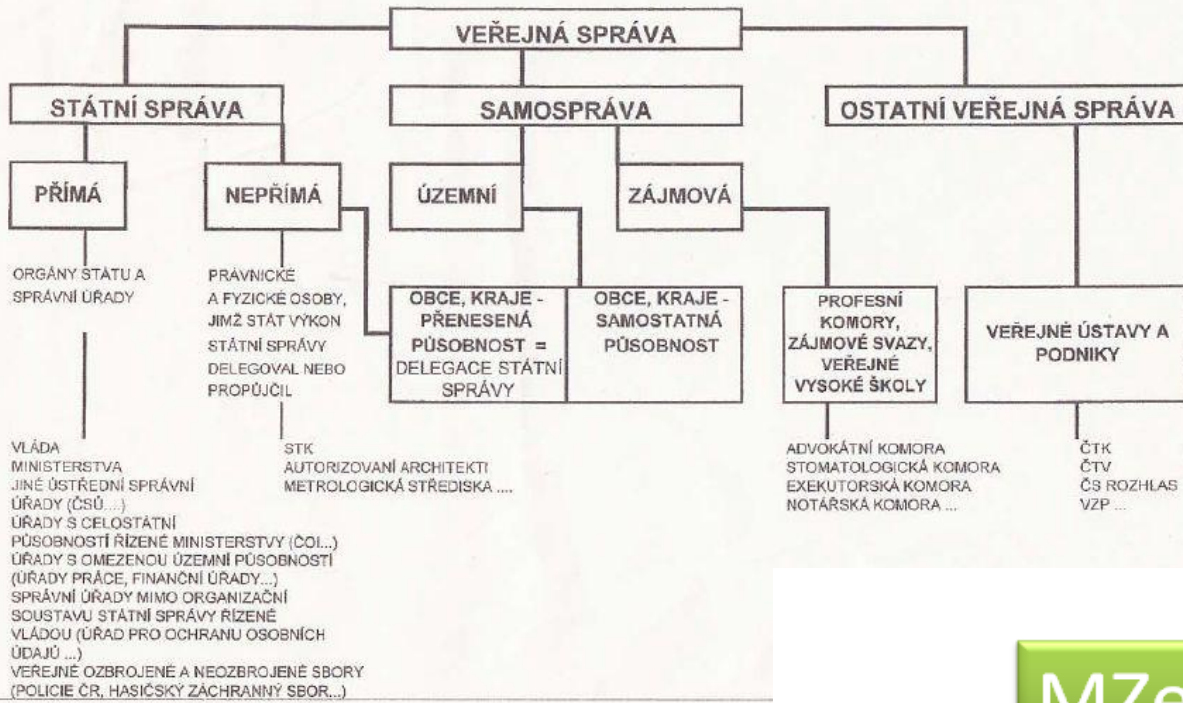 VEŘEJNÁ SPRÁVA
STÁTNÍ SPRÁVA
SAMOSPRÁVA
OSTATNÍ VEŘEJNÁ SPRÁVA
PŘÍMÁ
NEPŘÍMÁ
ÚZEMNÍ
ZÁJMOVÁ
ORGÁNY STÁTU A
SPRÁVNÍ ÚŘADY
PRÁVNICKÉ
A FYZICKÉ OSOBY,
JIMŽ STÁT VÝKON
STÁTNÍ SPRÁVY
DELEGOVAL NEBO
PROPŮJČIL
OBCE, KRAJE -
PŘENESENÁ
PŮSOBNOST =
DELEGACE STÁTNÍ
SPRÁVY
OBCE, KRAJE -
SAMOSTATNÁ
PŮSOBNOST
PROFESNÍ
KOMORY,
ZÁJMOVÉ SVAZY,
VEŘEJNÉ
VYSOKÉ ŠKOLY
VEŘEJNÉ ÚSTAVY A
PODNIKY
VLÁDA
MINISTERSTVA
JINÉ ÚSTŘEDNÍ SPRÁVNÍ
ÚŘADY (ČSÚ....)
ÚŘADY S CELOSTÁTNÍ
PŮSOBNOSTÍ ŘÍZENÉ MINISTERSTVY (ČOI...)
ÚŘADY S OMEZENOU ÚZEMNÍ PŮSOBNOSTÍ
(ÚŘADY PRÁCE, FINANČNÍ ÚŘADY...)
SPRÁVNÍ ÚŘADY MIMO ORGANIZAČNÍ
SOUSTAVU STÁTNÍ SPRÁVY ŘÍZENÉ
VLÁDOU (ÚŘAD PRO OCHRANU OSOBNÍCH
ÚDAJŮ ...)
VEŘEJNÉ OZBROJENÉ A NEOZBROJENÉ SBORY
(POLICIE ČR, HASIČSKÝ ZÁCHRANNÝ SBOR...)
STK
AUTORIZOVANÍ ARCHITEKTI
METROLOGICKÁ STŘEDISKA ....
ADVOKÁTNÍ KOMORA
STOMATOLOGICKÁ KOMORA
EXEKUTORSKÁ KOMORA
NOTÁŘSKÁ KOMORA ...
ČTK
ČTV
ČS ROZHLAS
VZP ...
MZe